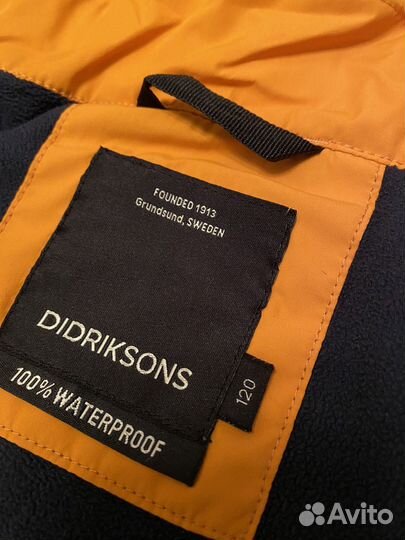 FOUNDED 1913
Grundsund, SWEDEN
DIDRIKSONS
120
100% WATERPROOF
Avito